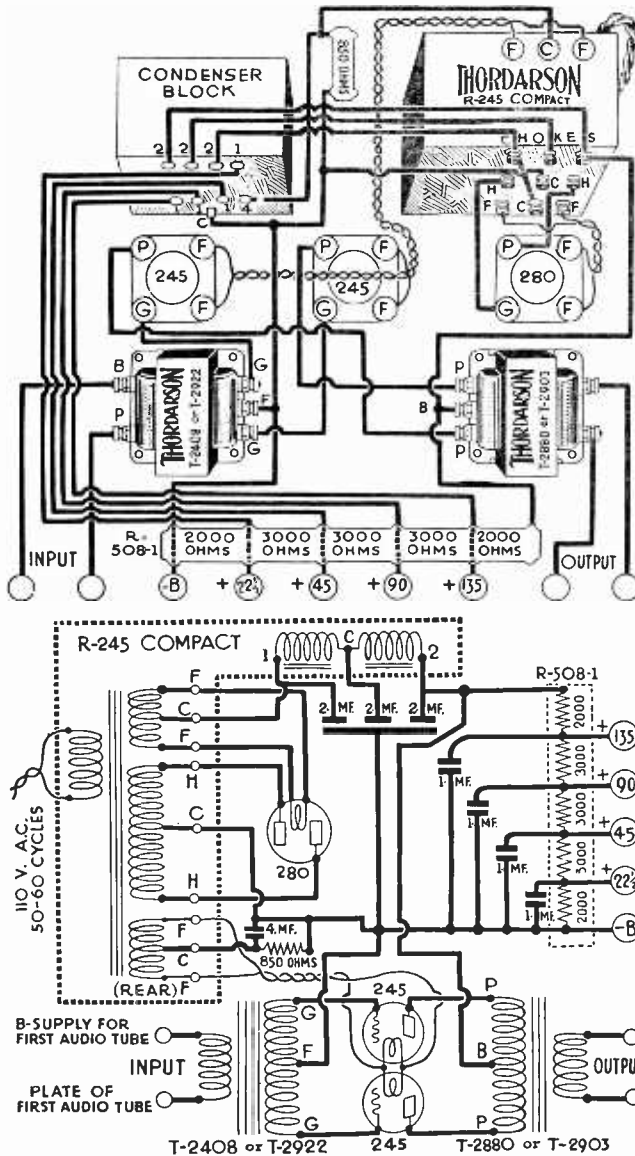 850 OHMS
F C F
CONDENSER
BLOCK
THORDARSON
R-245 COMPACT
CHOKES
2 2 2 1
H C H
1 4
F C F
C
P F
245
G F
P F
245
G F
P F
280
G F
B G
P F
G
THORDARSON
T-2408 or T-2922
P
B
P
THORDARSON
T-2880 or T-2903
R-
508-1
2000
OHMS
3000
OHMS
3000
OHMS
3000
OHMS
2000
OHMS
INPUT
-B
+ 22½
+ 45
+ 90
+ 135
OUTPUT
R-245 COMPACT
1 C 2
F
C
F
H
C
H
F
C
F
(REAR)
110 V. A.C.
50-60 CYCLES
280
2 MF.
2 MF.
2 MF.
R-508-1
2000
3000
3000
3000
2000
+ 135
+ 90
+ 45
+ 22½
-B
1 MF.
1 MF.
1 MF.
1 MF.
4 MF.
850 OHMS
B-SUPPLY FOR
FIRST AUDIO TUBE
INPUT
PLATE OF
FIRST AUDIO TUBE
G
F
G
245
245
P
B
P
OUTPUT
T-2408 or T-2922
T-2880 or T-2903